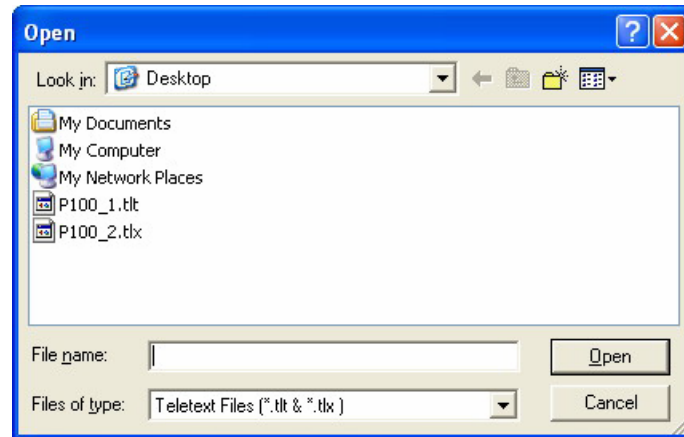 Open
Look in: Desktop
My Documents
My Computer
My Network Places
P100_1.tlt
P100_2.tlx
File name: Open
Files of type: Teletext Files (*.tlt & *.tlx ) Cancel